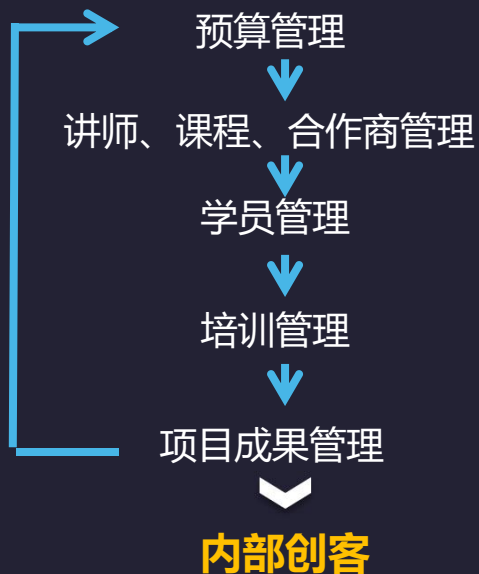 预算管理
讲师、课程、合作商管理
学员管理
培训管理
项目成果管理
内部创客